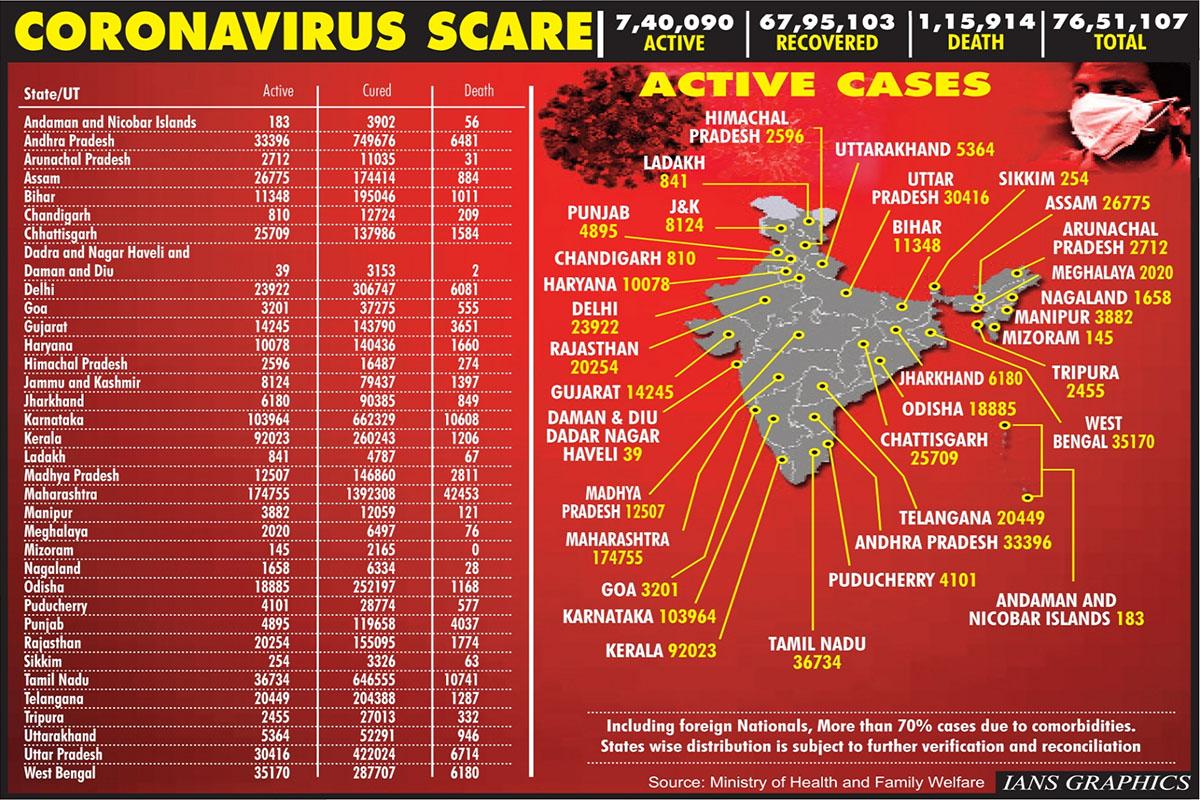 CORONAVIRUS SCARE
7,40,090
ACTIVE
67,95,103
RECOVERED
1,15,914
DEATH
76,51,107
TOTAL
State/UT Active Cured Death
Andaman and Nicobar Islands 183 3902 56
Andhra Pradesh 33396 749676 6481
Arunachal Pradesh 2712 11035 31
Assam 26775 174414 884
Bihar 11348 195046 1011
Chandigarh 810 12724 209
Chhattisgarh 25709 137986 1584
Dadra and Nagar Haveli and
Daman and Diu 39 3153 2
Delhi 23922 306747 6081
Goa 3201 37275 555
Gujarat 14245 143790 3651
Haryana 10078 140436 1660
Himachal Pradesh 2596 16487 274
Jammu and Kashmir 8124 79437 1397
Jharkhand 6180 90385 849
Karnataka 103964 662329 10608
Kerala 92023 260243 1206
Ladakh 841 4787 67
Madhya Pradesh 12507 146860 2811
Maharashtra 174755 1392308 42453
Manipur 3882 12059 121
Meghalaya 2020 6497 76
Mizoram 145 2165 0
Nagaland 1658 6334 28
Odisha 18885 252197 1168
Puducherry 4101 28774 577
Punjab 4895 119658 4037
Rajasthan 20254 155095 1774
Sikkim 254 3326 63
Tamil Nadu 36734 646555 10741
Telangana 20449 204388 1287
Tripura 2455 27013 332
Uttarakhand 5364 52291 946
Uttar Pradesh 30416 422024 6714
West Bengal 35170 287707 6180
ACTIVE CASES
HIMACHAL
PRADESH 2596
LADAKH
841
J&K
8124
PUNJAB
4895
CHANDIGARH 810
HARYANA 10078
DELHI
23922
RAJASTHAN
20254
GUJARAT 14245
DAMAN & DIU
DADAR NAGAR
HAVELI 39
MADHYA
PRADESH 12507
MAHARASHTRA
174755
GOA 3201
KARNATAKA 103964
KERALA 92023
TAMIL NADU
36734
UTTARAKHAND 5364
UTTAR
PRADESH 30416
BIHAR
11348
SIKKIM 254
ASSAM 26775
ARUNACHAL
PRADESH 2712
MEGHALAYA 2020
NAGALAND 1658
MANIPUR 3882
MIZORAM 145
TRIPURA
2455
WEST
BENGAL 35170
JHARKHAND 6180
ODISHA 18885
CHATTISGARH
25709
TELANGANA 20449
ANDHRA PRADESH 33396
PUDUCHERRY 4101
ANDAMAN AND
NICOBAR ISLANDS 183
Including foreign Nationals, More than 70% cases due to comorbidities.
States wise distribution is subject to further verification and reconciliation
Source: Ministry of Health and Family Welfare
IANS GRAPHICS